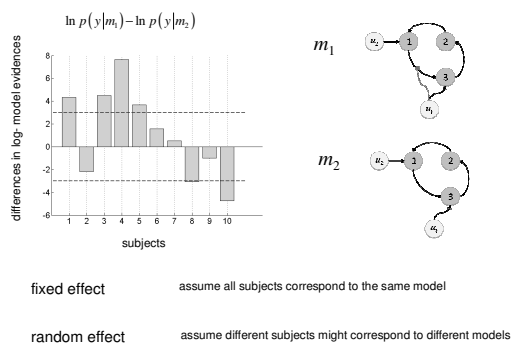 ln p(y|m₁)−ln p(y|m₂)
differences in log- model evidences
8
6
4
2
0
-2
-4
-6
1 2 3 4 5 6 7 8 9 10
subjects
m₁
u₂
1
2
3
u₁
m₂
u₂
1
2
3
u₁
fixed effect assume all subjects correspond to the same model
random effect assume different subjects might correspond to different models